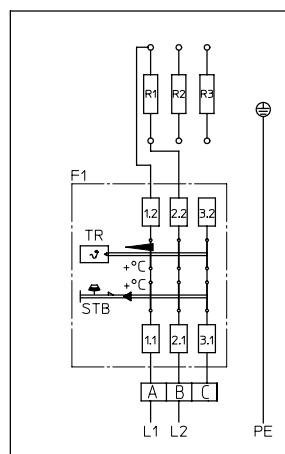 R1 R2 R3
F1
1.2 2.2 3.2
TR
ϑ
+°C
+°C
STB
1.1 2.1 3.1
A B C
L1 L2 PE